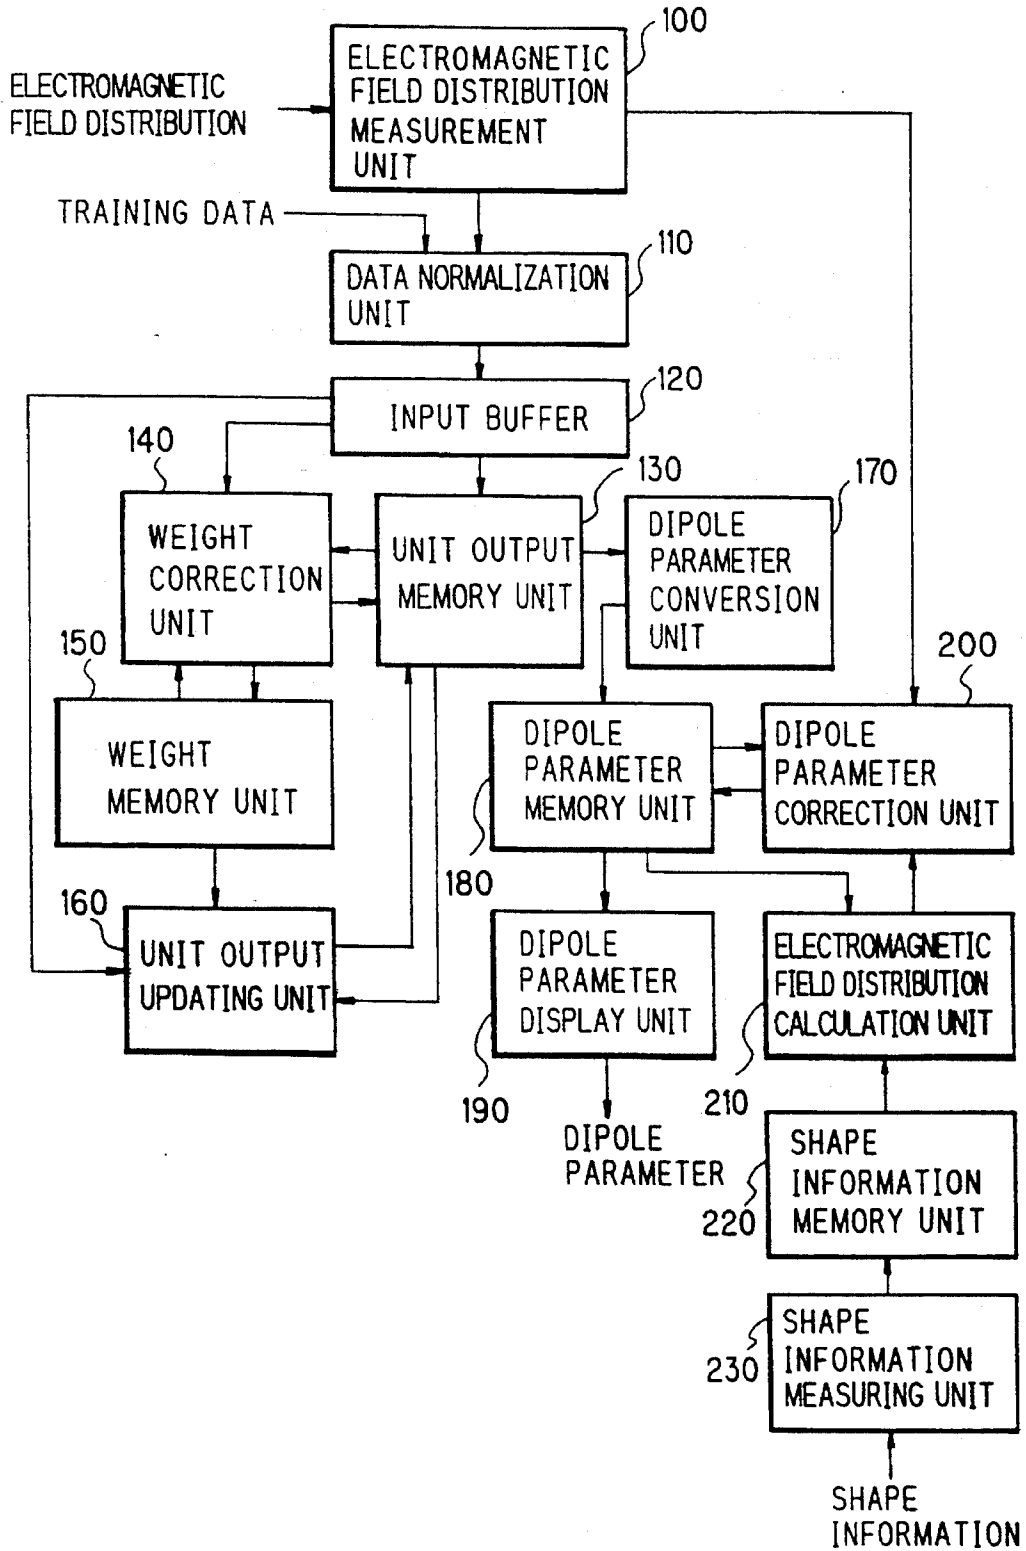 100
ELECTROMAGNETIC
FIELD DISTRIBUTION
ELECTROMAGNETIC
FIELD DISTRIBUTION
MEASUREMENT
UNIT
TRAINING DATA
110
DATA NORMALIZATION
UNIT
120
INPUT BUFFER
140
WEIGHT
CORRECTION
UNIT
130
UNIT OUTPUT
MEMORY UNIT
170
DIPOLE
PARAMETER
CONVERSION
UNIT
150
WEIGHT
MEMORY UNIT
200
DIPOLE
PARAMETER
MEMORY UNIT
180
DIPOLE
PARAMETER
CORRECTION UNIT
160
UNIT OUTPUT
UPDATING UNIT
DIPOLE
PARAMETER
DISPLAY UNIT
190
ELECTROMAGNETIC
FIELD DISTRIBUTION
CALCULATION UNIT
210
DIPOLE
PARAMETER
SHAPE
INFORMATION
MEMORY UNIT
220
SHAPE
INFORMATION
MEASURING UNIT
230
SHAPE
INFORMATION